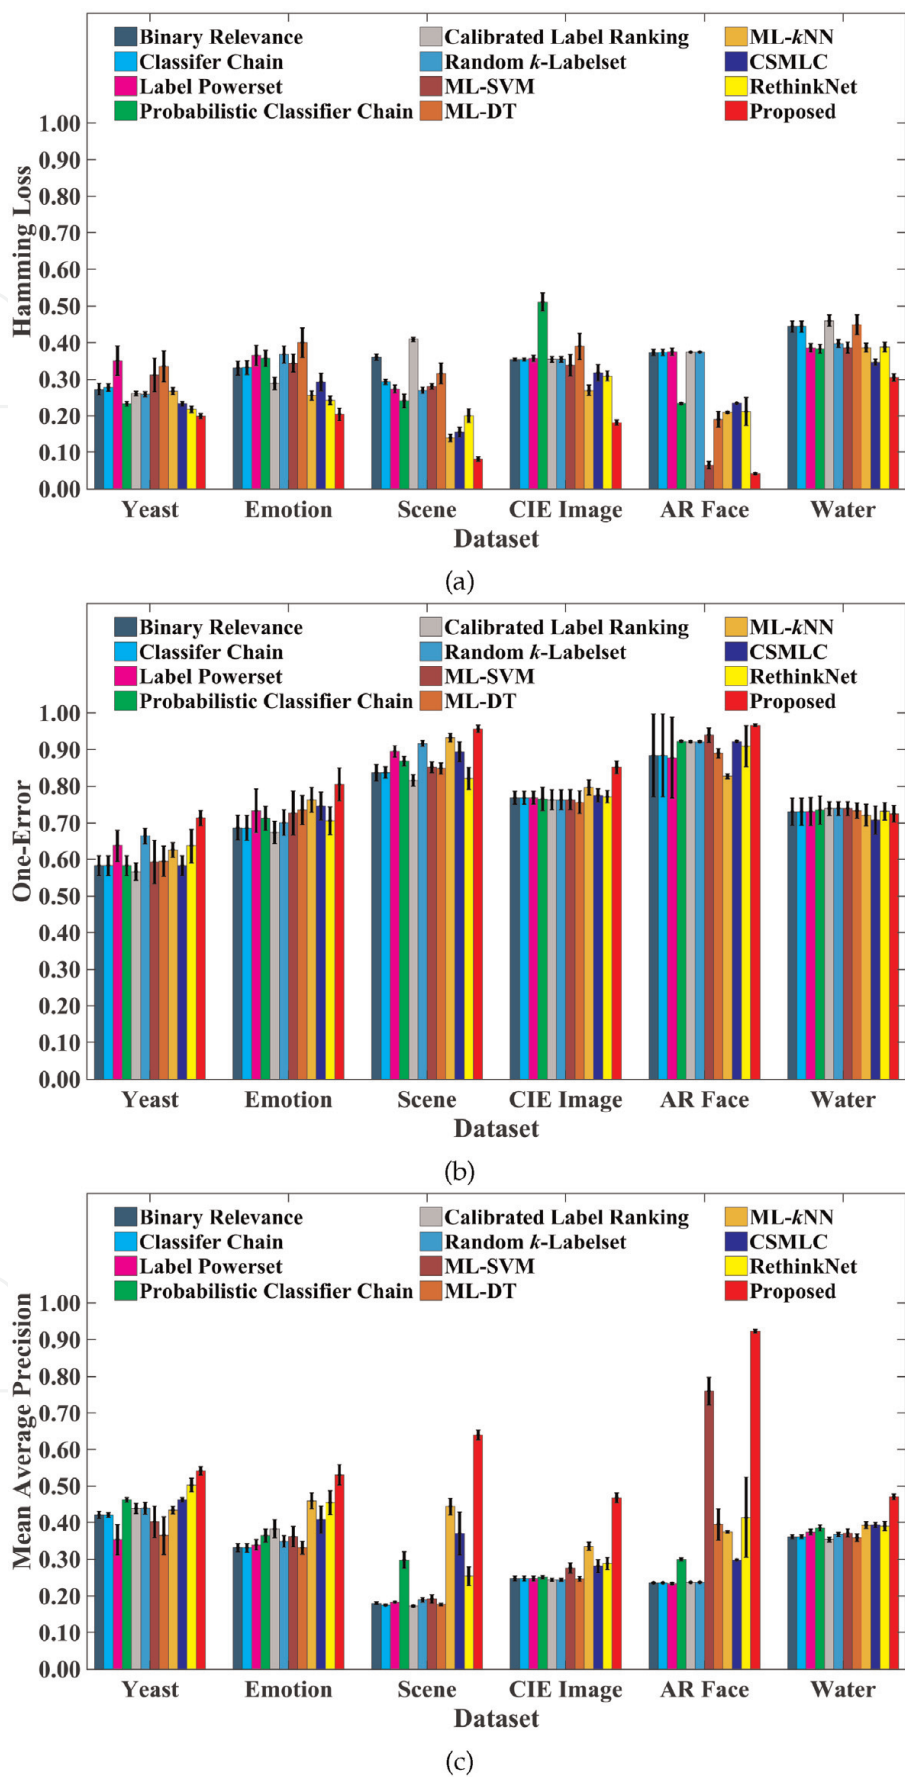 Binary Relevance Calibrated Label Ranking ML-kNN
Classifer Chain Random k-Labelset CSMLC
Label Powerset ML-SVM RethinkNet
Probabilistic Classifier Chain ML-DT Proposed
Hamming Loss
1.00
0.90
0.80
0.70
0.60
0.50
0.40
0.30
0.20
0.10
0.00
Yeast Emotion Scene CIE Image AR Face Water
Dataset
(a)
Binary Relevance Calibrated Label Ranking ML-kNN
Classifer Chain Random k-Labelset CSMLC
Label Powerset ML-SVM RethinkNet
Probabilistic Classifier Chain ML-DT Proposed
One-Error
1.00
0.90
0.80
0.70
0.60
0.50
0.40
0.30
0.20
0.10
0.00
Yeast Emotion Scene CIE Image AR Face Water
Dataset
(b)
Binary Relevance Calibrated Label Ranking ML-kNN
Classifer Chain Random k-Labelset CSMLC
Label Powerset ML-SVM RethinkNet
Probabilistic Classifier Chain ML-DT Proposed
Mean Average Precision
1.00
0.90
0.80
0.70
0.60
0.50
0.40
0.30
0.20
0.10
0.00
Yeast Emotion Scene CIE Image AR Face Water
Dataset
(c)